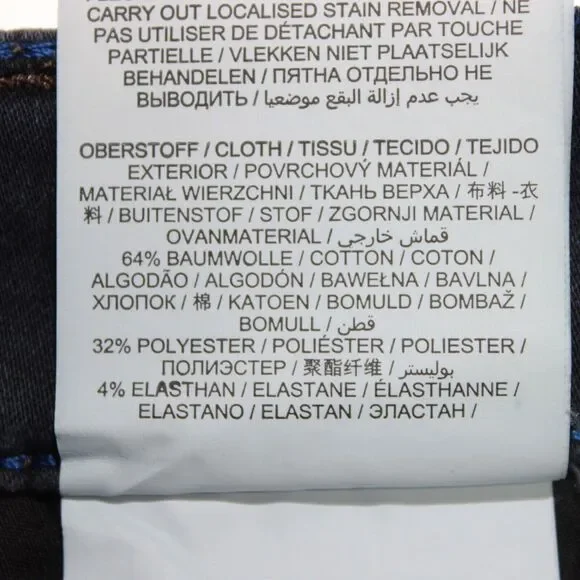 CARRY OUT LOCALISED STAIN REMOVAL / NE
PAS UTILISER DE DÉTACHANT PAR TOUCHE
PARTIELLE / VLEKKEN NIET PLAATSELIJK
BEHANDELEN / ПЯТНА ОТДЕЛЬНО НЕ
ВЫВОДИТЬ / يجب عدم إزالة البقع موضعيا
OBERSTOFF / CLOTH / TISSU / TECIDO / TEJIDO
EXTERIOR / POVRCHOVÝ MATERIÁL /
MATERIAŁ WIERZCHNI / ТКАНЬ ВЕРХА / 布料 -衣
料 / BUITENSTOF / STOF / ZGORNJI MATERIAL /
OVANMATERIAL / قماش خارجي /
64% BAUMWOLLE / COTTON / COTON /
ALGODÃO / ALGODÓN / BAWEŁNA / BAVLNA /
ХЛОПОК / 棉 / KATOEN / BOMULD / BOMBAŽ /
BOMULL / قطن /
32% POLYESTER / POLIÉSTER / POLIESTER /
ПОЛИЭСТЕР / 聚酯纤维 / بوليستر /
4% ELASTHAN / ELASTANE / ÉLASTHANNE /
ELASTANO / ELASTAN / ЭЛАСТАН /